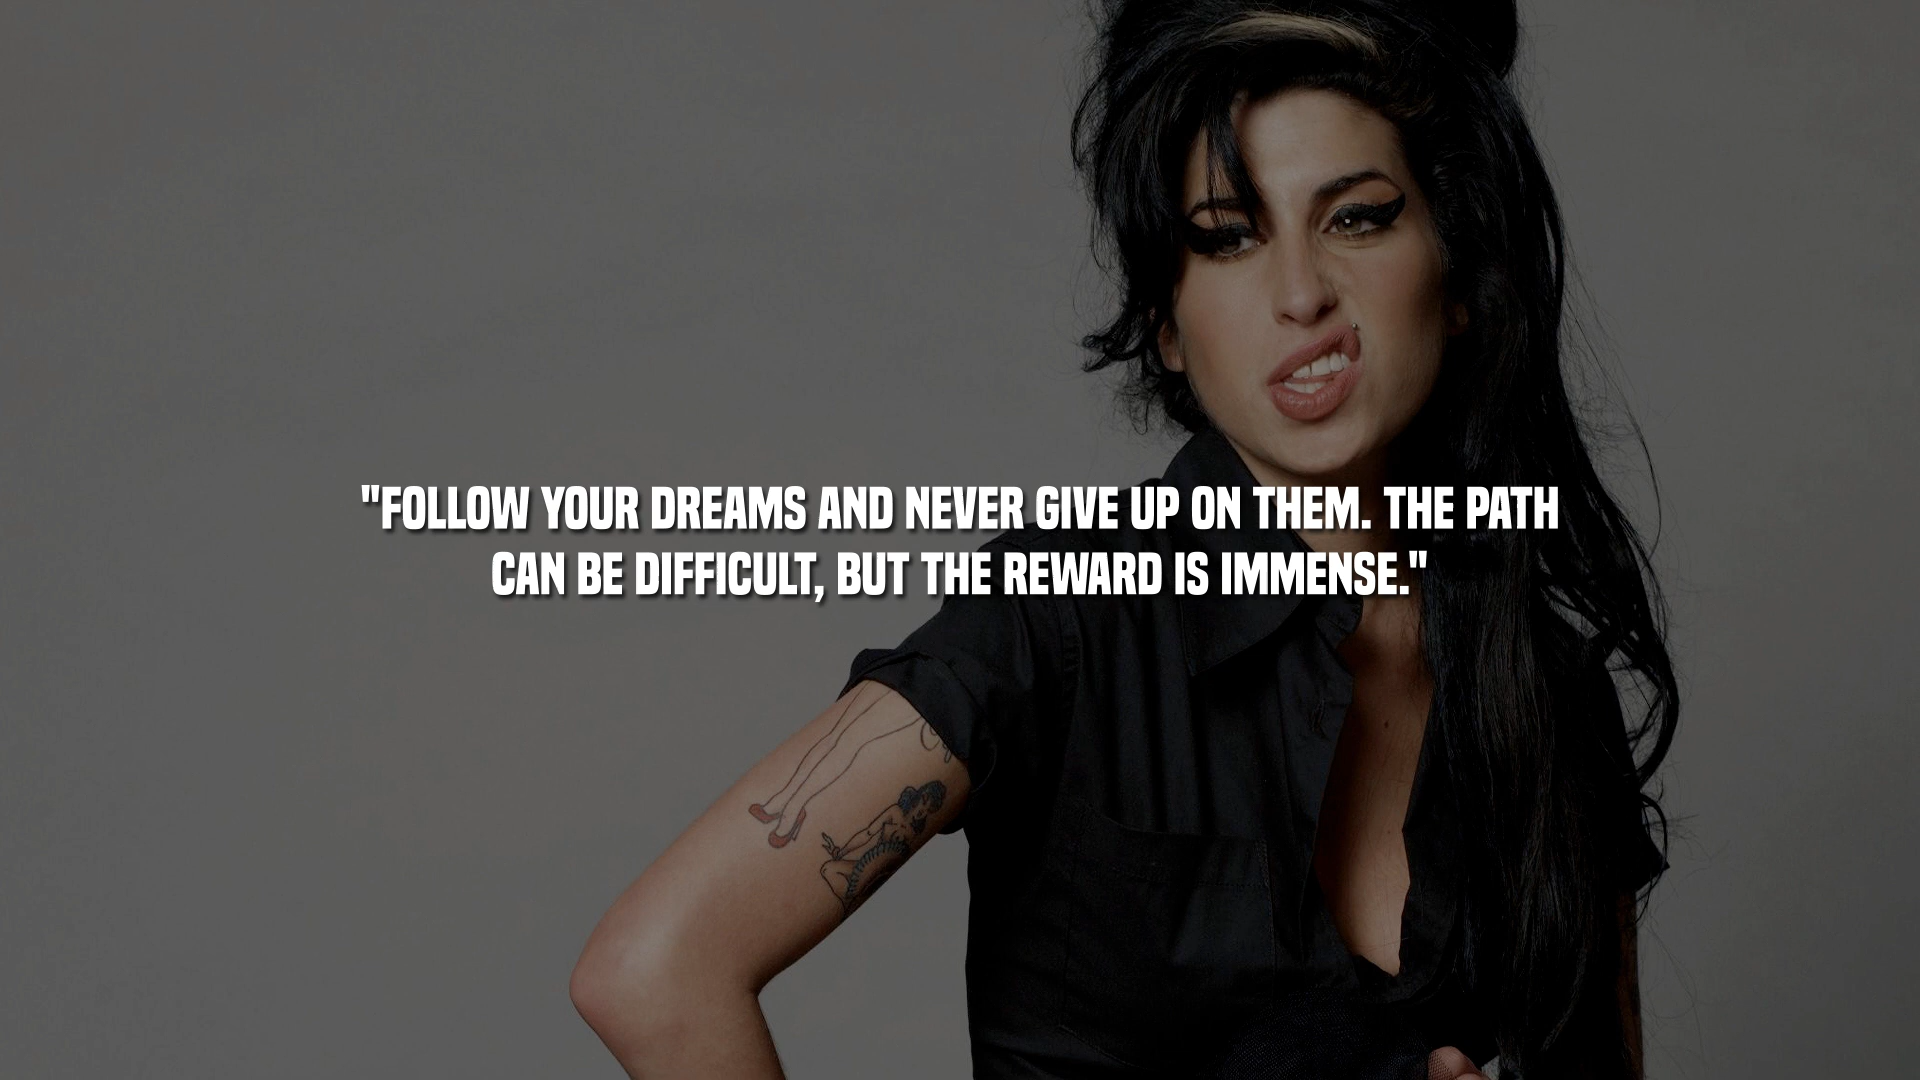 "FOLLOW YOUR DREAMS AND NEVER GIVE UP ON THEM. THE PATH
CAN BE DIFFICULT, BUT THE REWARD IS IMMENSE."